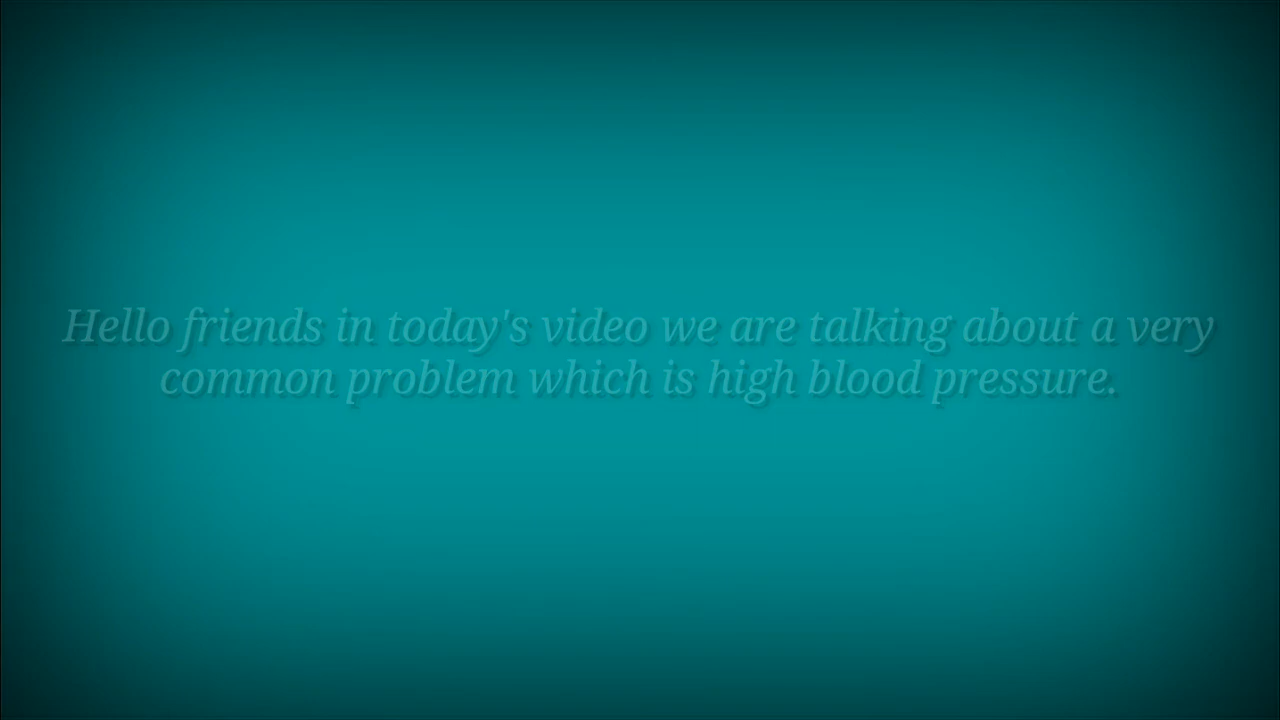 Hello friends in today's video we are talking about a very
common problem which is high blood pressure.